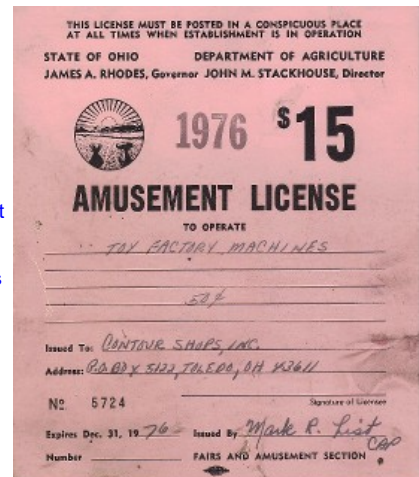 THIS LICENSE MUST BE POSTED IN A CONSPICUOUS PLACE
AT ALL TIMES WHEN ESTABLISHMENT IS IN OPERATION
STATE OF OHIO DEPARTMENT OF AGRICULTURE
JAMES A. RHODES, Governor JOHN M. STACKHOUSE, Director
1976 $15
AMUSEMENT LICENSE
TO OPERATE
TOY FACTORY MACHINES
50¢
Issued To: CONTOUR SHOPS, INC.
Address: P.O. BOX 5122, TOLEDO, OH 43611
No 5724 Signature of Licensee
Expires Dec. 31, 1976 Issued By Mark R. List
CAP
Number FAIRS AND AMUSEMENT SECTION